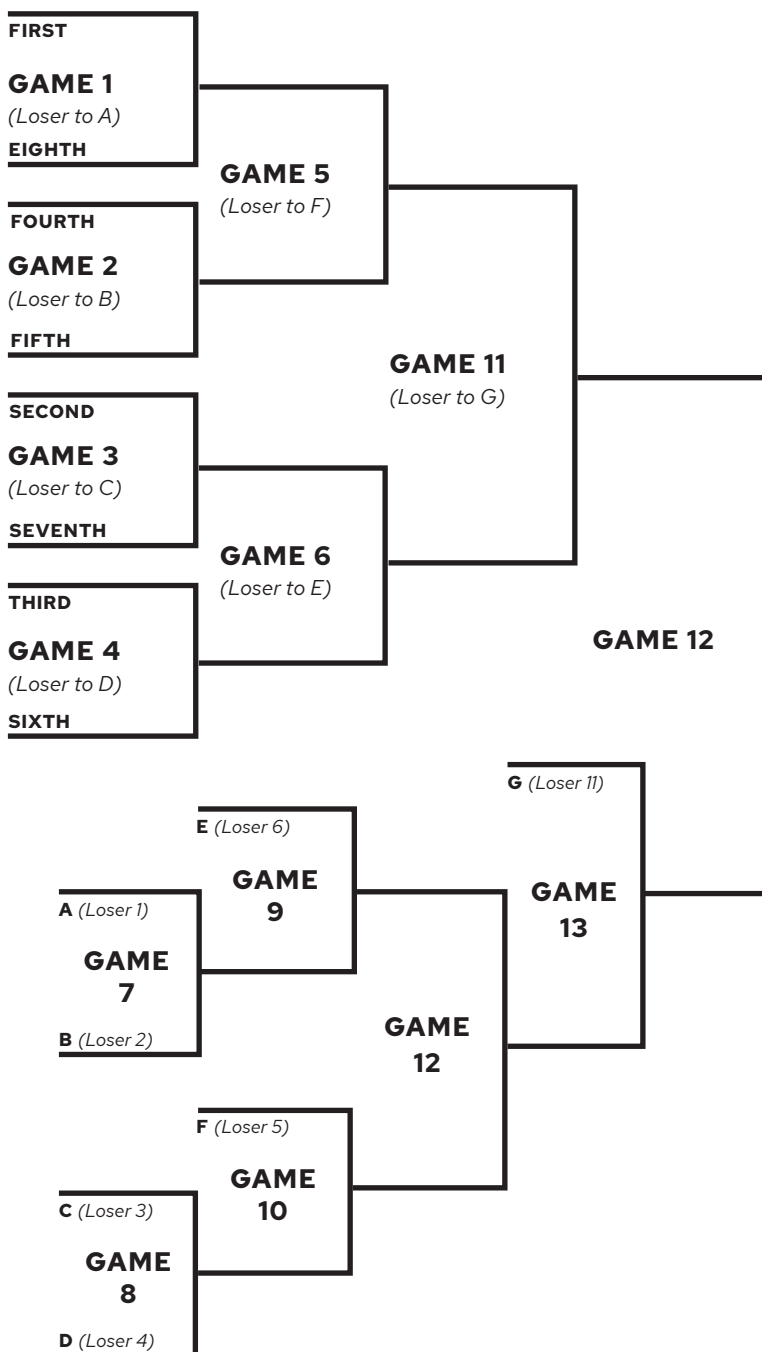 FIRST
GAME 1
(Loser to A)
EIGHTH
GAME 5
(Loser to F)
FOURTH
GAME 2
(Loser to B)
FIFTH
GAME 11
(Loser to G)
SECOND
GAME 3
(Loser to C)
SEVENTH
GAME 6
(Loser to E)
THIRD
GAME 4
(Loser to D)
SIXTH
GAME 12
G (Loser 11)
E (Loser 6)
GAME
9
GAME
13
A (Loser 1)
GAME
7
B (Loser 2)
GAME
12
F (Loser 5)
GAME
10
C (Loser 3)
GAME
8
D (Loser 4)